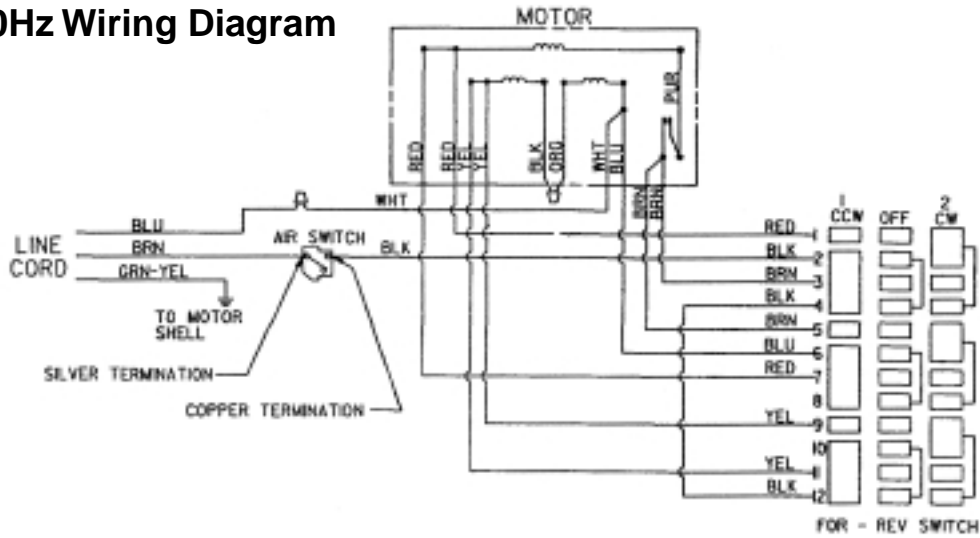 0Hz Wiring Diagram
MOTOR
PUR
RED
RED
YEL
YEL
BLK
ORG
WHT
BLU
BRN
BRN
WHT
BLU
LINE CORD
BRN
GRN-YEL
AIR SWITCH
BLK
TO MOTOR
SHELL
SILVER TERMINATION
COPPER TERMINATION
1
CCW
OFF
2
CW
RED 1
BLK 2
BRN 3
BLK 4
BRN 5
BLU 6
RED 7
8
YEL 9
10
YEL 11
BLK 12
FOR - REV SWITCH